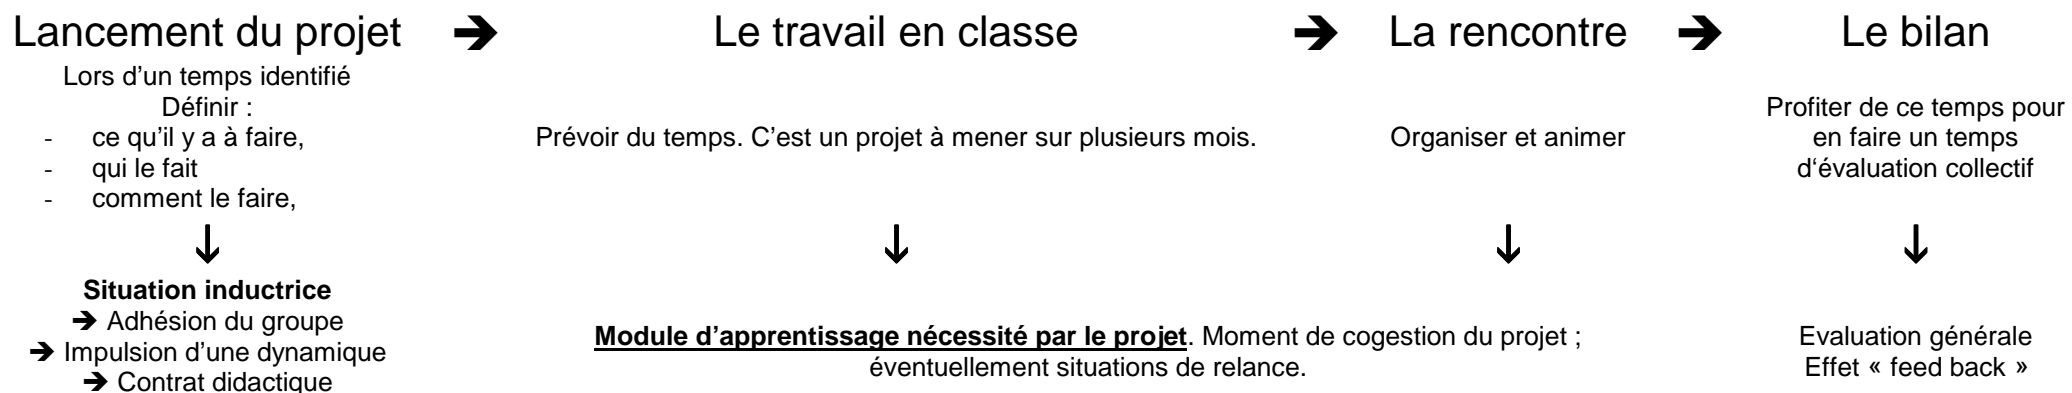 Lancement du projet ➔ Le travail en classe ➔ La rencontre ➔ Le bilan
Lors d’un temps identifié
Définir :
- ce qu’il y a à faire,
- qui le fait
- comment le faire,
Prévoir du temps. C’est un projet à mener sur plusieurs mois.
Organiser et animer
Profiter de ce temps pour
en faire un temps
d‘évaluation collectif
↓ ↓ ↓ ↓
Situation inductrice
➔ Adhésion du groupe
➔ Impulsion d’une dynamique
➔ Contrat didactique
Module d’apprentissage nécessité par le projet. Moment de cogestion du projet ;
éventuellement situations de relance.
Evaluation générale
Effet « feed back »